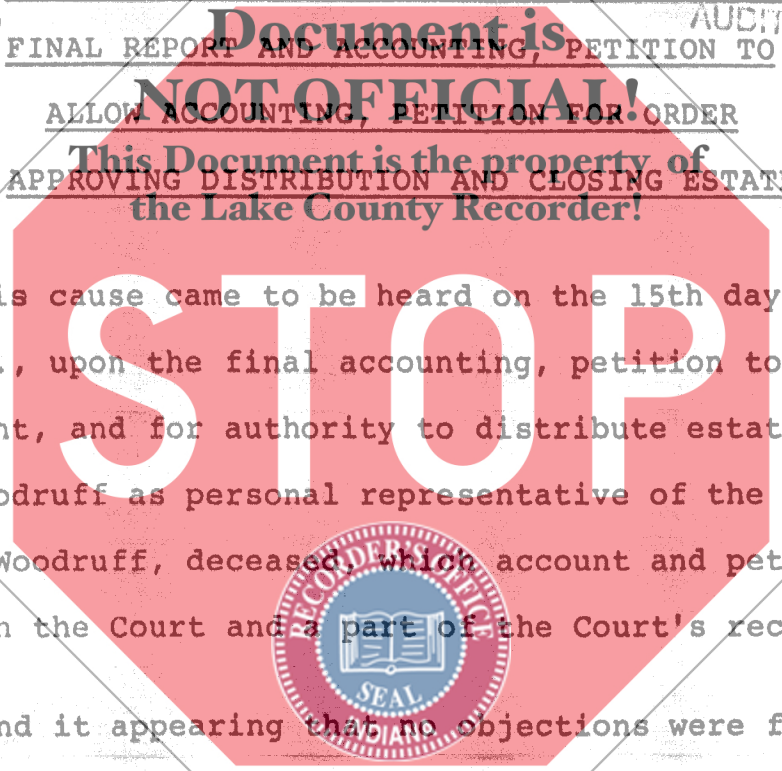 AUDIT
Document is
FINAL REPORT AND ACCOUNTING, PETITION TO
NOT OFFICIAL!
ALLOW ACCOUNTING, PETITION FOR ORDER
This Document is the property of
APPROVING DISTRIBUTION AND CLOSING ESTATE
the Lake County Recorder!
is cause came to be heard on the 15th day
., upon the final accounting, petition to
nt, and for authority to distribute estat
odruff as personal representative of the
Woodruff, deceased, which account and pet
n the Court and a part of the Court's rec
nd it appearing that no objections were f
STOP
RECORDER'S OFFICE
SEAL
INDIANA